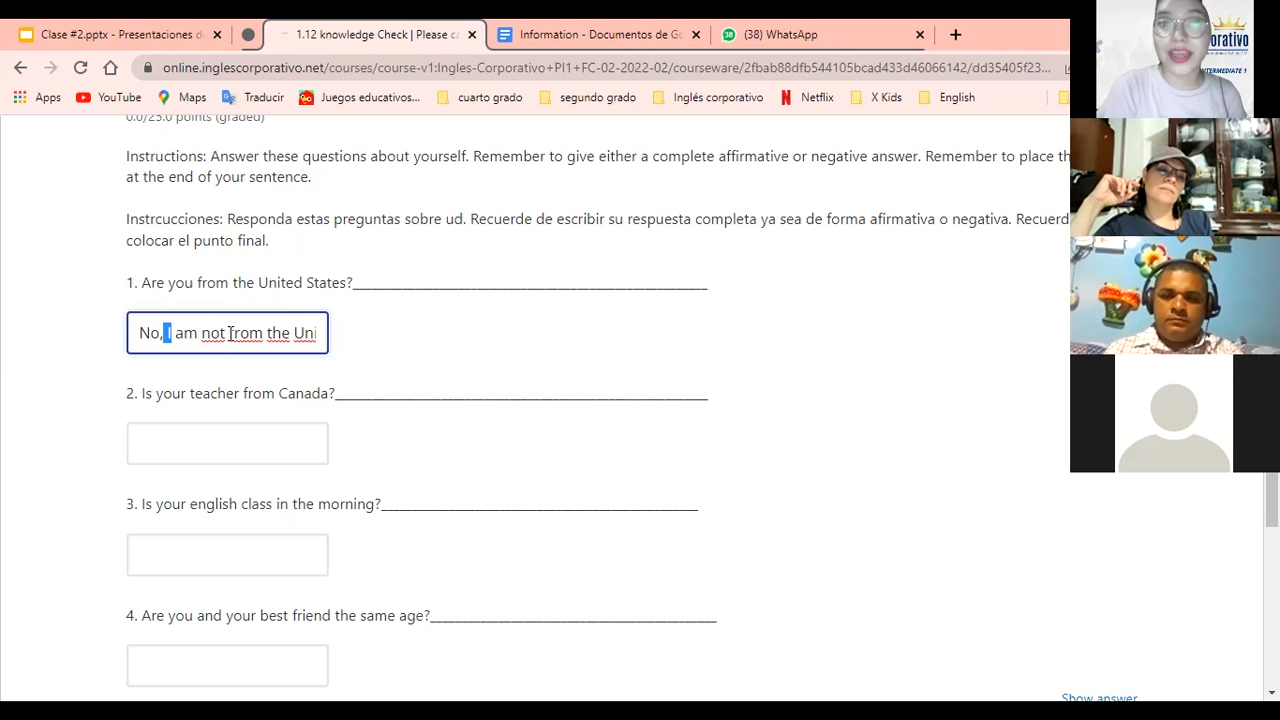 Clase #2.pptx - Presentaciones d
1.12 knowledge Check | Please ca
Information - Documentos de Go
(38) WhatsApp
online.inglescorporativo.net/courses/course-v1:Ingles-Corporativo+PI1+FC-02-2022-02/courseware/
Apps
YouTube
Maps
Traducir
Juegos educativos...
cuarto grado
segundo grado
Inglés corporativo
Netflix
X Kids
English
orativo
INTERMEDIATE 1
0.0/25.0 points (graded)
Instructions: Answer these questions about yourself. Remember to give either a complete affirmative or negative answer. Remember to place th
at the end of your sentence.
Instrcucciones: Responda estas preguntas sobre ud. Recuerde de escribir su respuesta completa ya sea de forma afirmativa o negativa. Recuerd
colocar el punto final.
1. Are you from the United States?
No, I am not from the Uni
2. Is your teacher from Canada?
3. Is your english class in the morning?
4. Are you and your best friend the same age?
Show answer